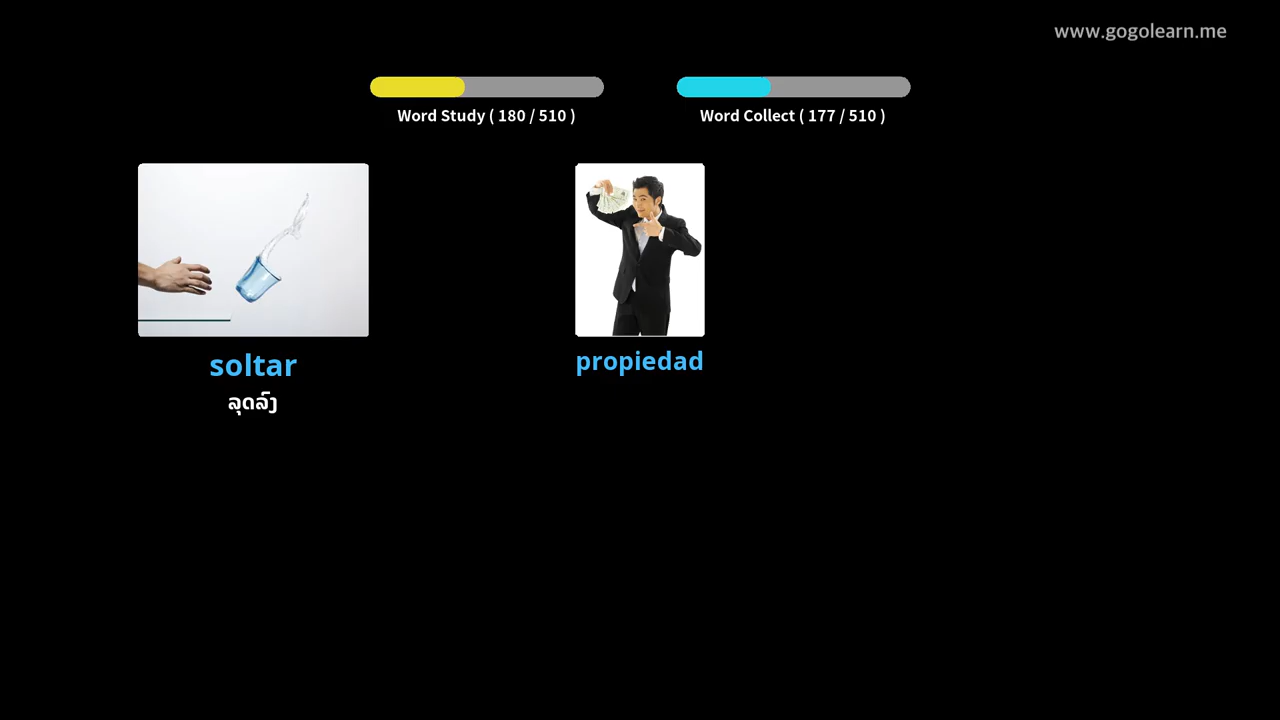 www.gogolearn.me
Word Study ( 180 / 510 )
Word Collect ( 177 / 510 )
soltar
propiedad
ລຸດລົງ